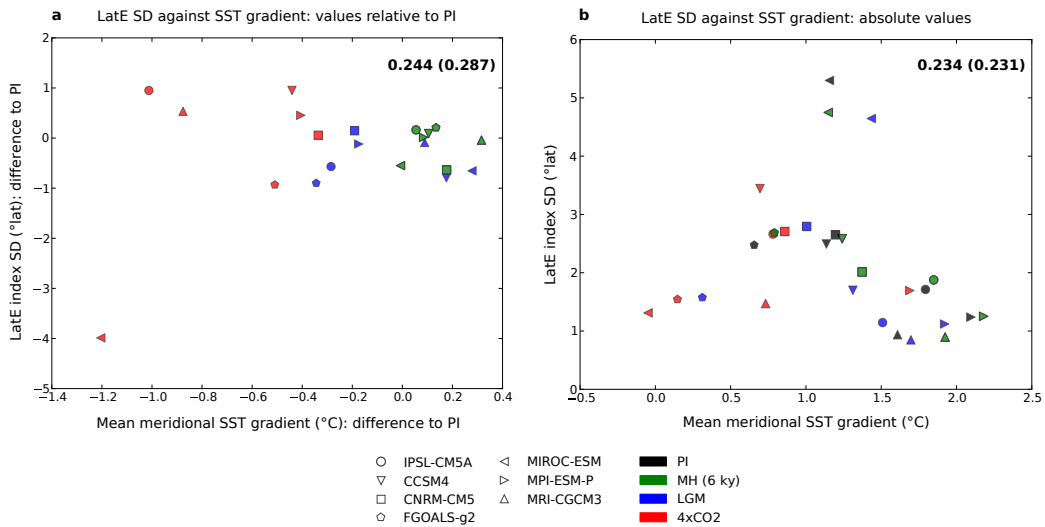 a
LatE SD against SST gradient: values relative to PI
2
1
0
−1
−2
−3
−4
−5
−1.4
−1.2
−1.0
−0.8
−0.6
−0.4
−0.2
0.0
0.2
0.4
0.244 (0.287)
LatE index SD (°lat): difference to PI
Mean meridional SST gradient (°C): difference to PI
b
LatE SD against SST gradient: absolute values
6
5
4
3
2
1
0
−0.5
0.0
0.5
1.0
1.5
2.0
2.5
0.234 (0.231)
LatE index SD (°lat)
Mean meridional SST gradient (°C)
IPSL-CM5A
CCSM4
CNRM-CM5
FGOALS-g2
MIROC-ESM
MPI-ESM-P
MRI-CGCM3
PI
MH (6 ky)
LGM
4xCO2